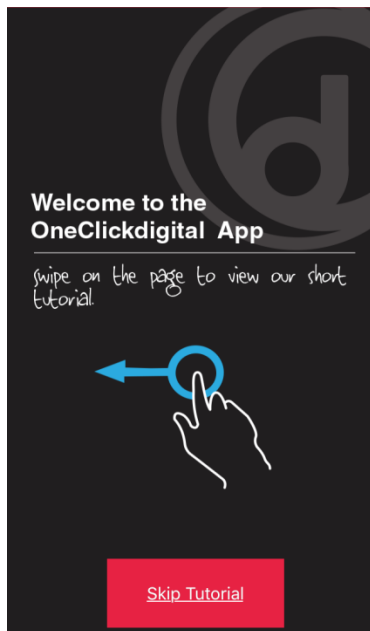 Welcome to the
OneClickdigital App
swipe on the page to view our short
tutorial.
Skip Tutorial